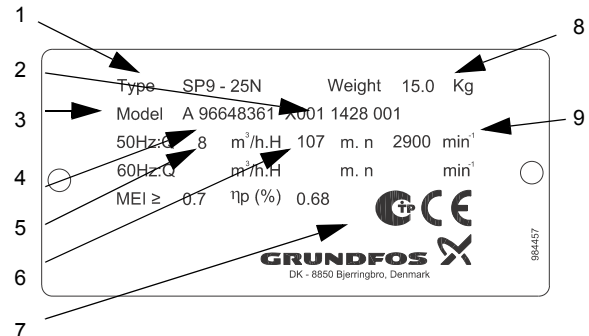 1
8
2
Type SP9 - 25N Weight 15.0 Kg
3
Model A 96648361 X001 1428 001
9
50Hz:Q 8 m³/h.H 107 m. n 2900 min⁻¹
4
60Hz:Q m³/h.H m. n min⁻¹
MEI ≥ 0.7 ηp (%) 0.68
5
TP CE
984457
GRUNDFOS
6
DK - 8850 Bjerringbro, Denmark
7